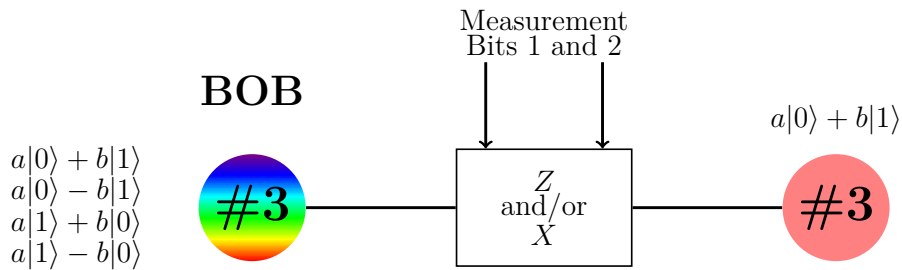 Measurement
Bits 1 and 2
BOB
a|0⟩ + b|1⟩
a|0⟩ + b|1⟩
a|0⟩ − b|1⟩
a|1⟩ + b|0⟩
a|1⟩ − b|0⟩
#3
Z
and/or
X
#3